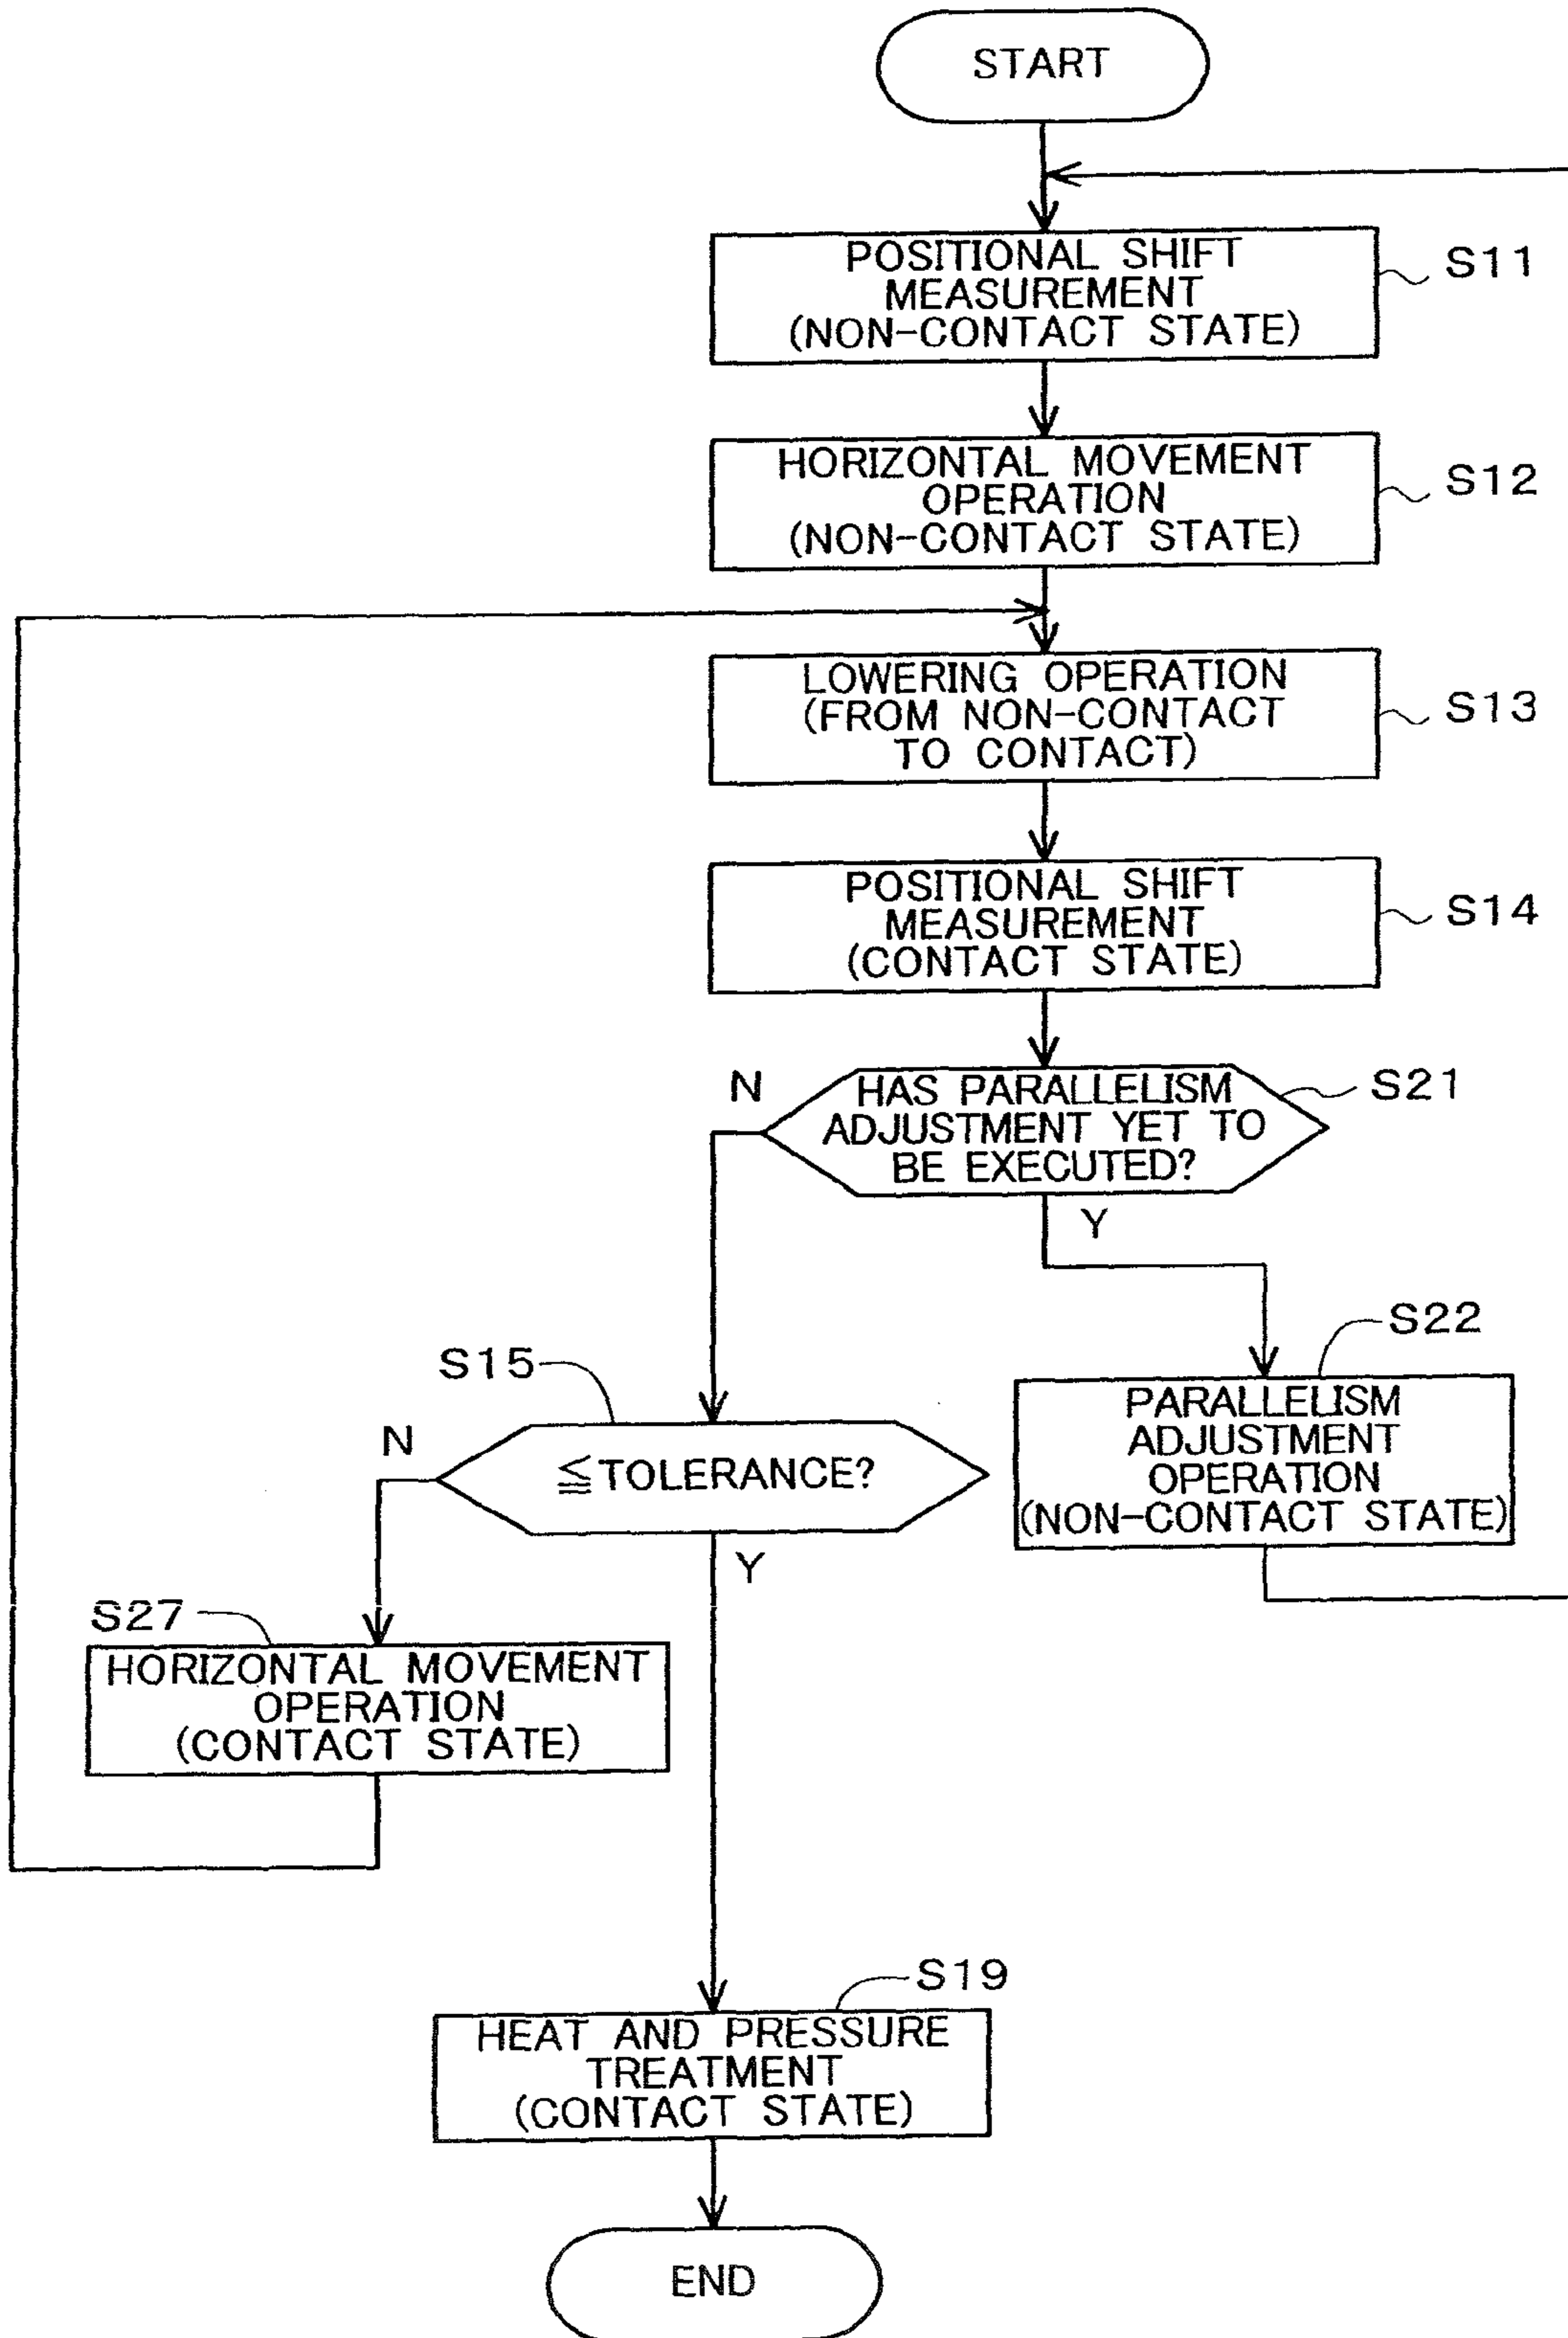 START
POSITIONAL SHIFT
MEASUREMENT
(NON-CONTACT STATE)
S11
HORIZONTAL MOVEMENT
OPERATION
(NON-CONTACT STATE)
S12
LOWERING OPERATION
(FROM NON-CONTACT
TO CONTACT)
S13
POSITIONAL SHIFT
MEASUREMENT
(CONTACT STATE)
S14
N
HAS PARALLELISM
ADJUSTMENT YET TO
BE EXECUTED?
S21
Y
S22
PARALLELISM
ADJUSTMENT
OPERATION
(NON-CONTACT STATE)
S15
N
≦TOLERANCE?
Y
S27
HORIZONTAL MOVEMENT
OPERATION
(CONTACT STATE)
S19
HEAT AND PRESSURE
TREATMENT
(CONTACT STATE)
END